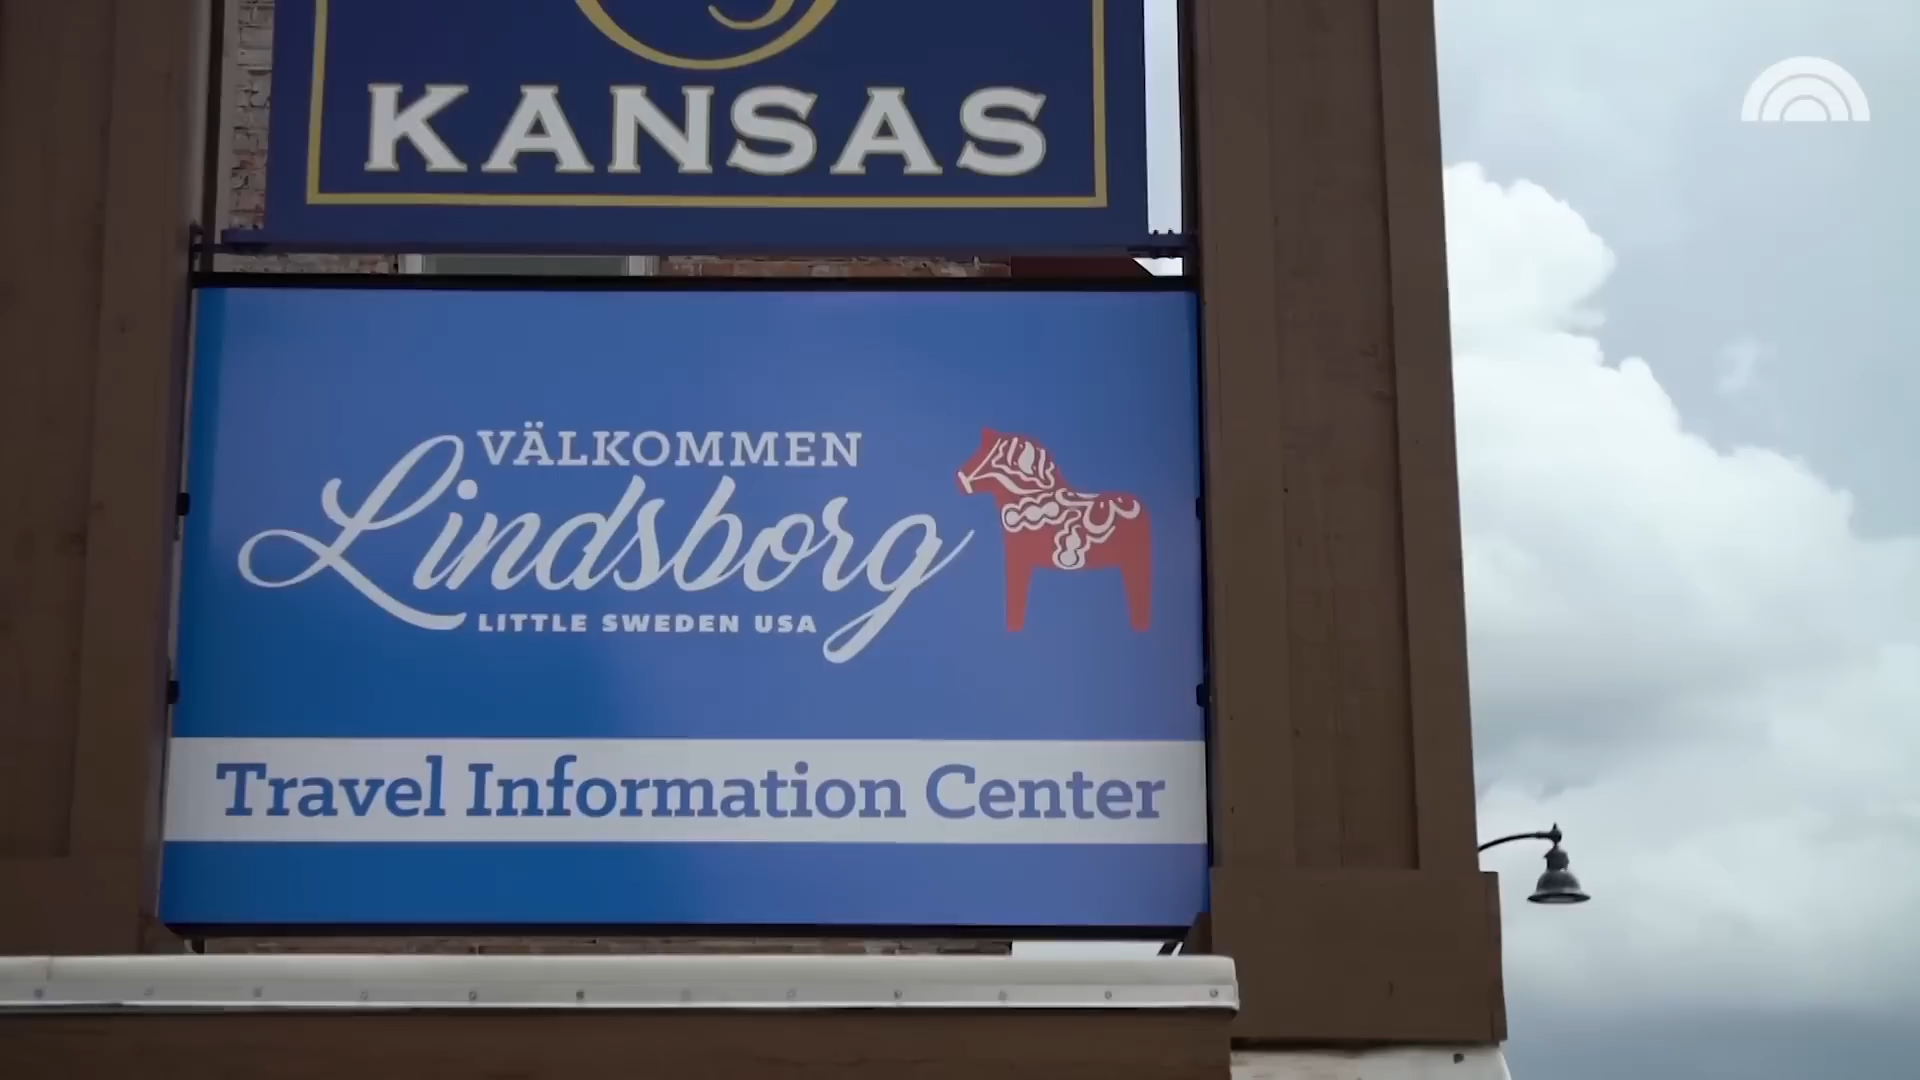 KANSAS
VÄLKOMMEN
Lindsborg
LITTLE SWEDEN USA
Travel Information Center